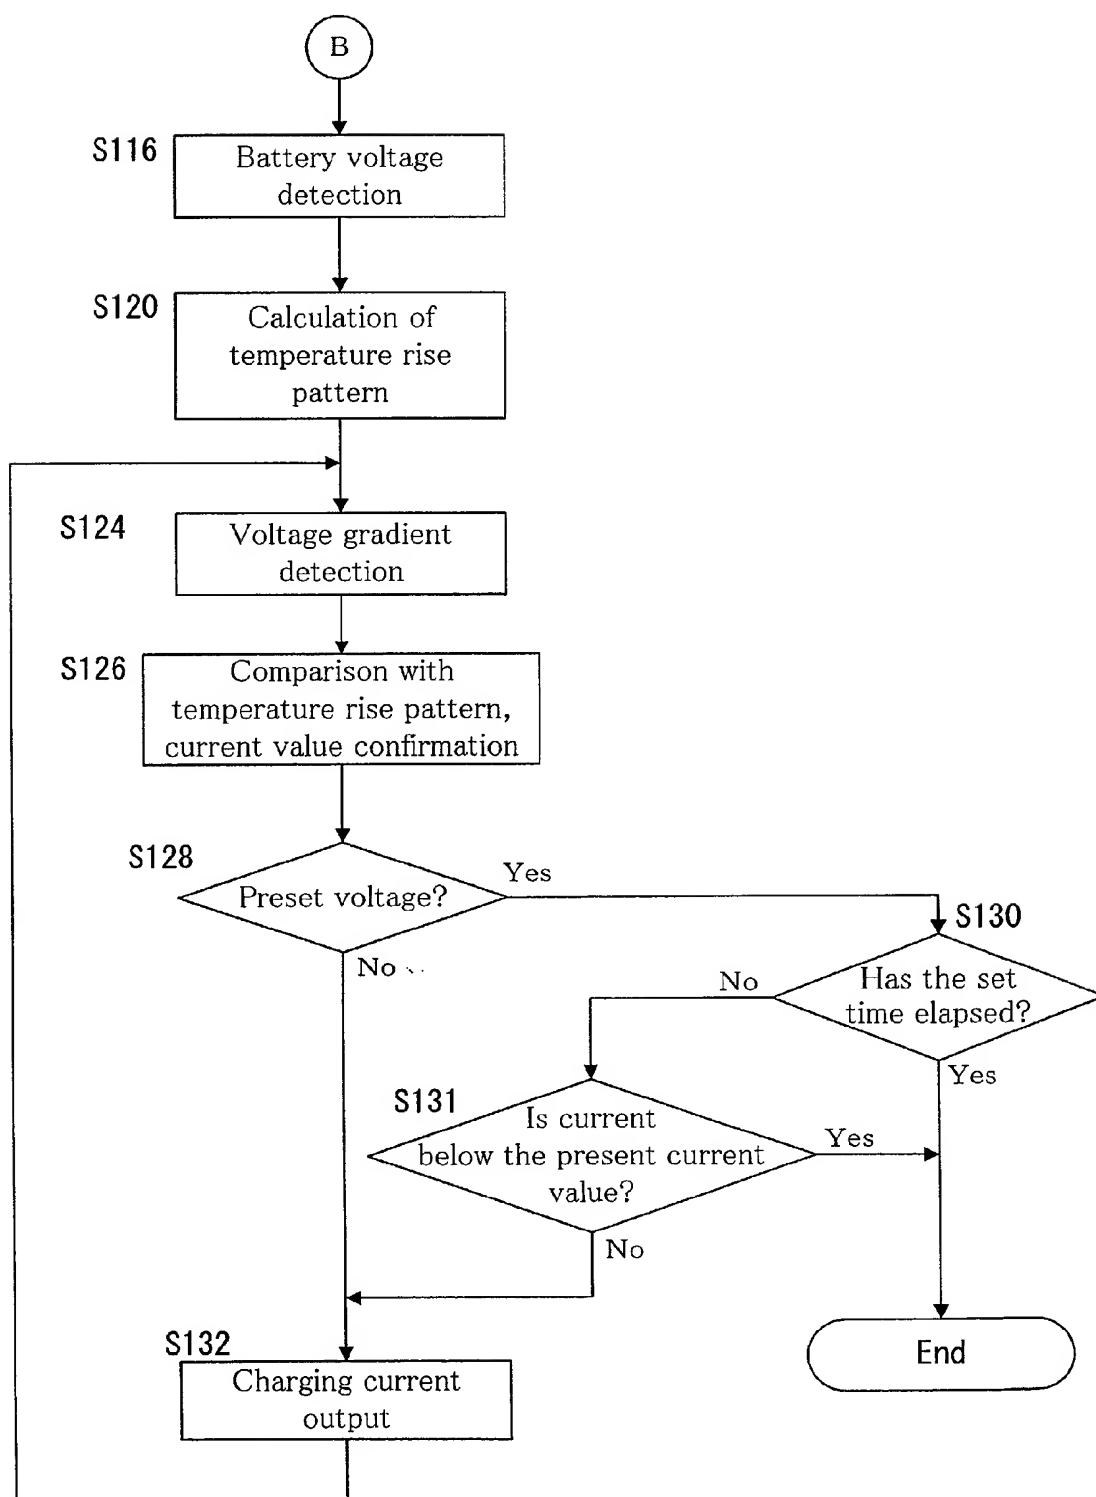 B
S116
Battery voltage
detection
S120
Calculation of
temperature rise
pattern
S124
Voltage gradient
detection
S126
Comparison with
temperature rise pattern,
current value confirmation
S128
Preset voltage?
Yes
No
S130
Has the set
time elapsed?
No
Yes
S131
Is current
below the present current
value?
Yes
No
S132
Charging current
output
End